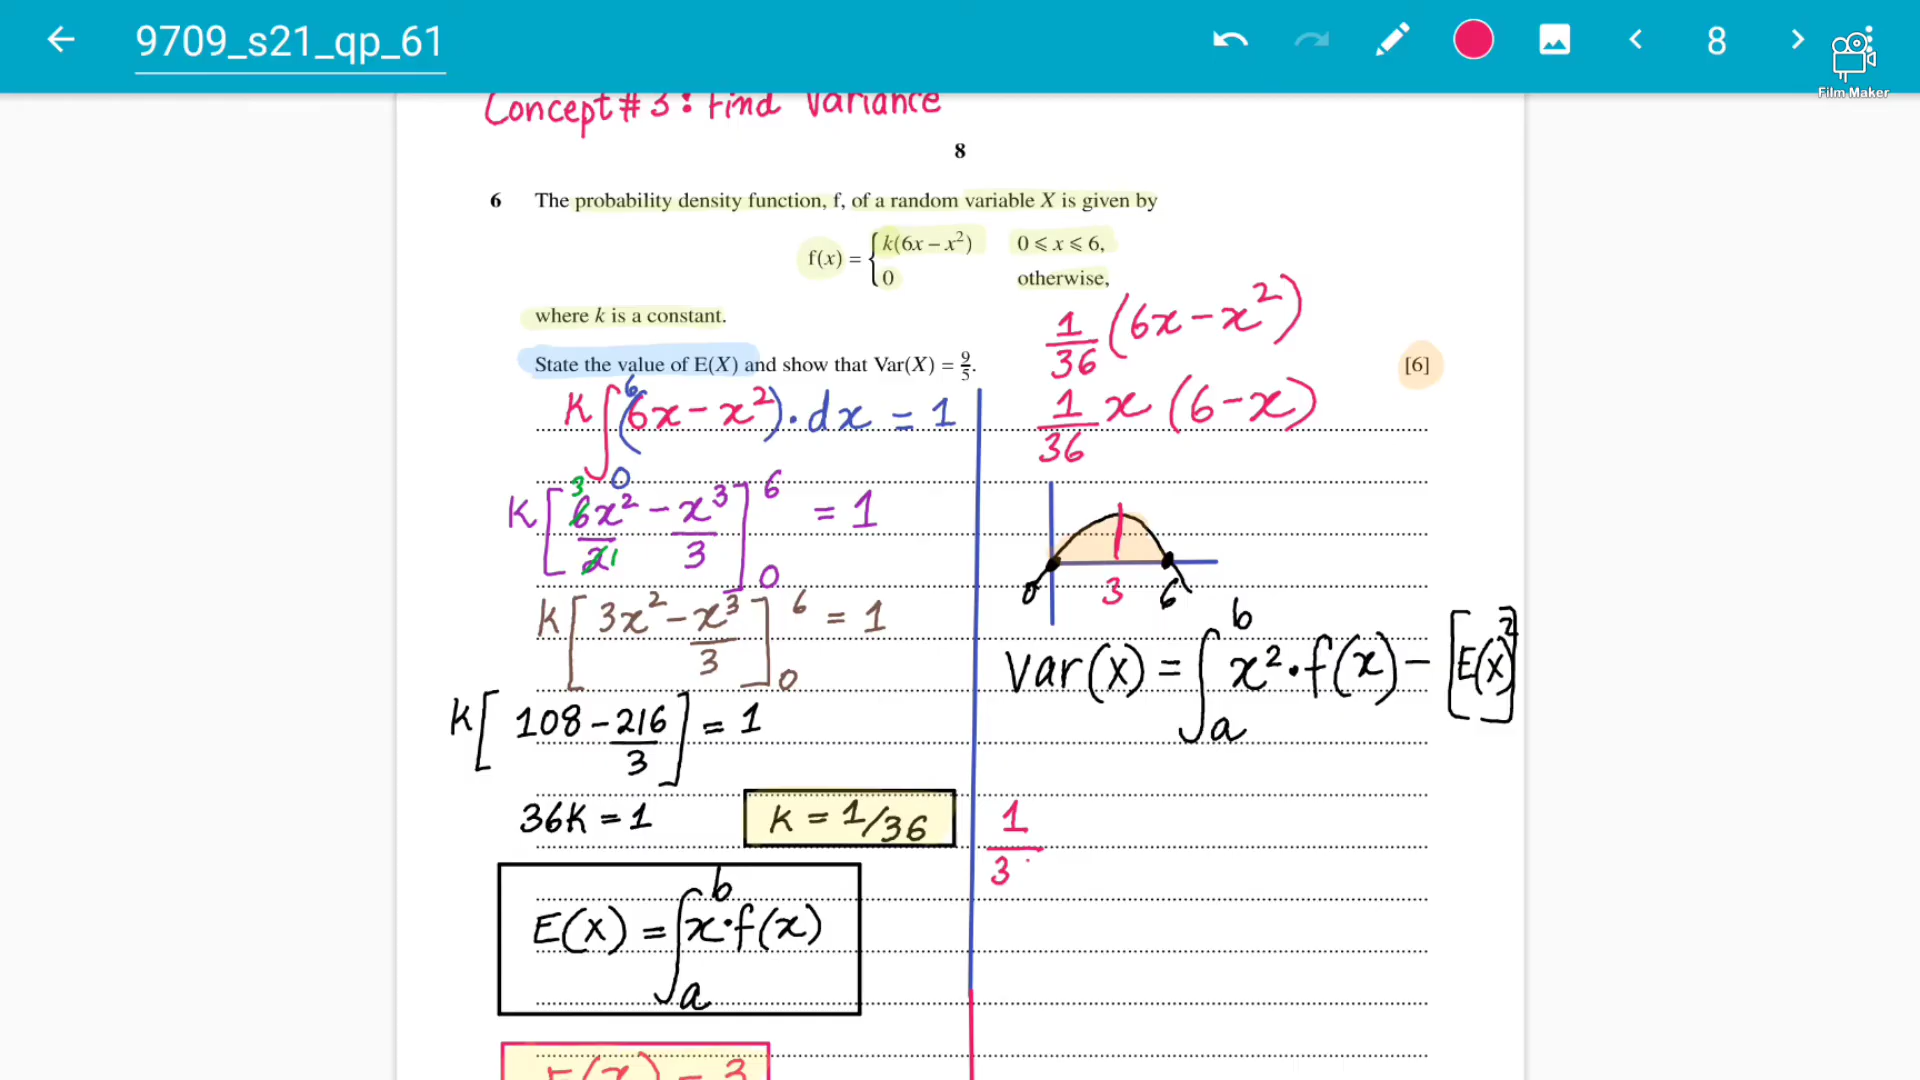 9709_s21_qp_61
8
Film Maker
Concept # 3 : Find Variance
8
6 The probability density function, f, of a random variable X is given by
f(x) = { k(6x − x²) 0 ⩽ x ⩽ 6,
0 otherwise,
where k is a constant.
State the value of E(X) and show that Var(X) = 9/5. [6]
K ∫₀⁶ (6x − x²) · dx = 1
K [ 6x²/2 − x³/3 ]₀⁶ = 1
3
1
K [ 3x² − x³/3 ]₀⁶ = 1
K [ 108 − 216/3 ] = 1
36K = 1
K = 1/36
E(X) = ∫ₐᵇ x · f(x)
E(x) = 3
1/36 (6x − x²)
1/36 x (6 − x)
0 3 6
Var(X) = ∫ₐᵇ x² · f(x) − [E(X)]²
1/3